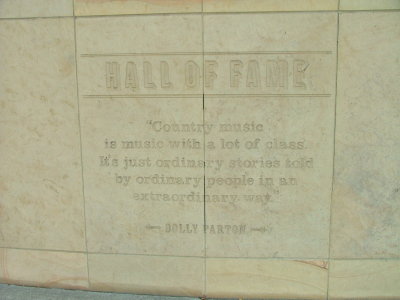 HALL OF FAME
"Country music
is music with a lot of class.
It's just ordinary stories told
by ordinary people in an
extraordinary way."
DOLLY PARTON